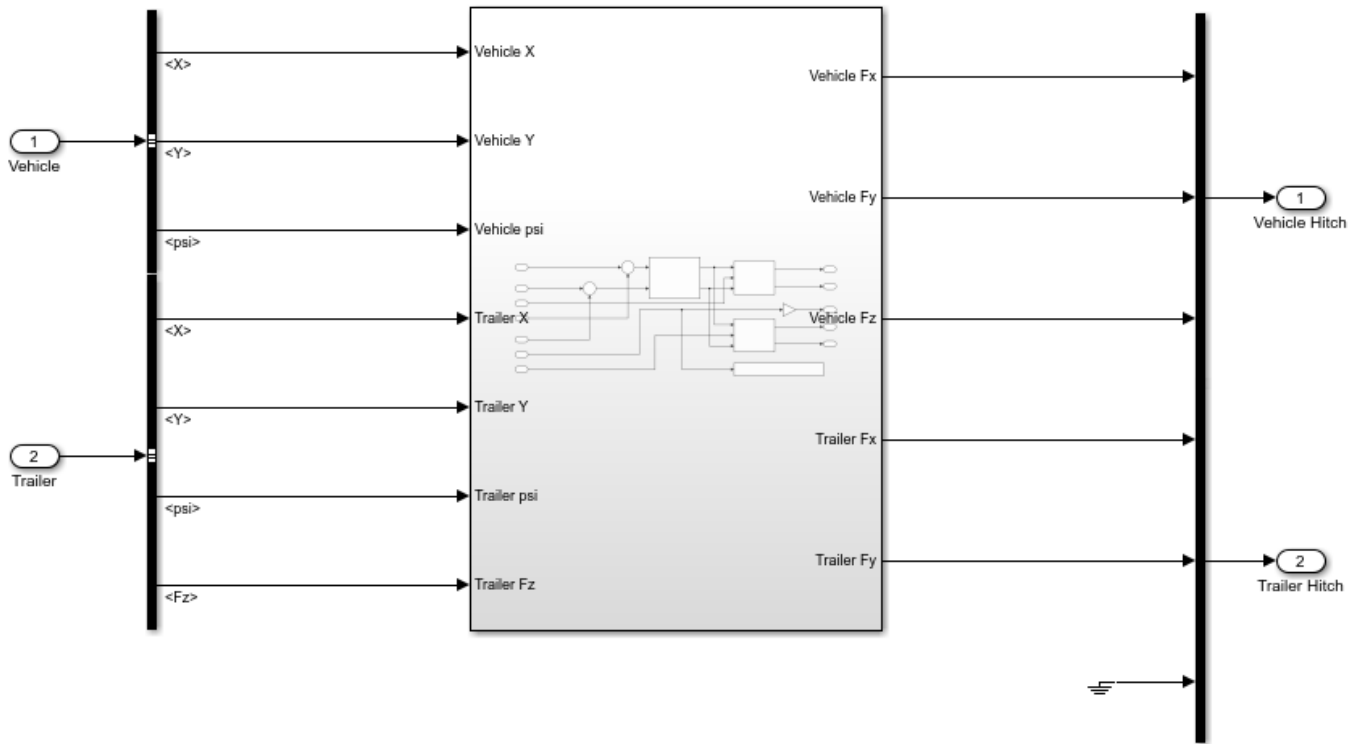 <X>
Vehicle X
Vehicle Fx
1
Vehicle
<Y>
Vehicle Y
Vehicle Fy
1
Vehicle Hitch
<psi>
Vehicle psi
<X>
Trailer X
Vehicle Fz
<Y>
Trailer Y
Trailer Fx
2
Trailer
<psi>
Trailer psi
Trailer Fy
2
Trailer Hitch
<Fz>
Trailer Fz